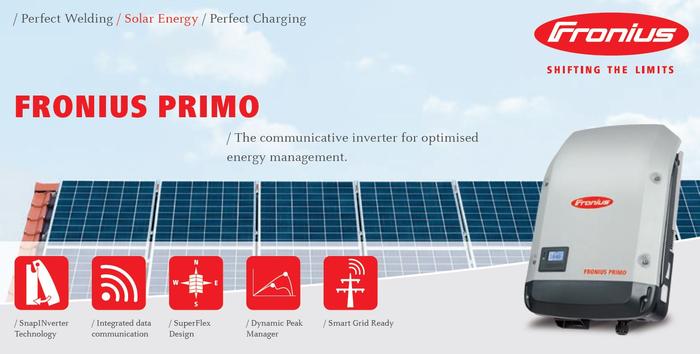 / Perfect Welding / Solar Energy / Perfect Charging
Fronius
SHIFTING THE LIMITS
FRONIUS PRIMO
/ The communicative inverter for optimised
energy management.
Fronius
FRONIUS PRIMO
N
W E
S
/ SnapINverter
Technology
/ Integrated data
communication
/ SuperFlex
Design
/ Dynamic Peak
Manager
/ Smart Grid Ready